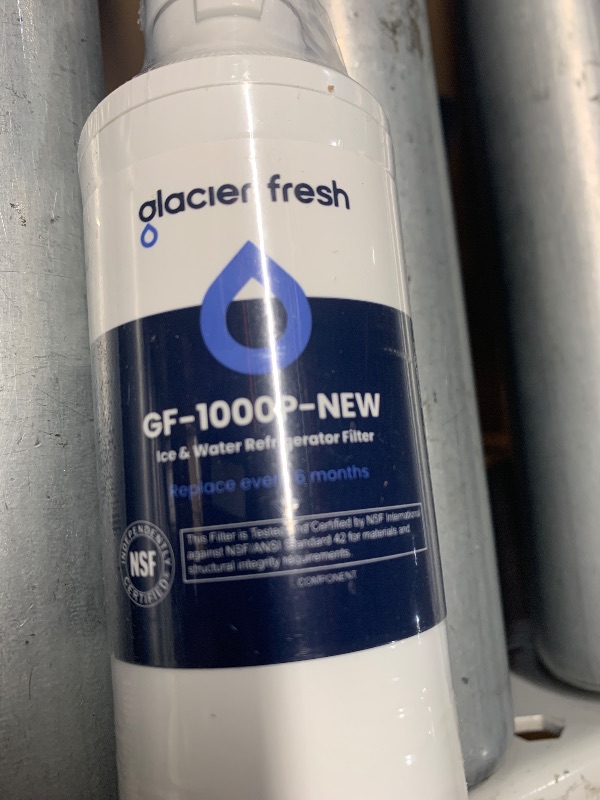 glacier fresh
GF-1000P-NEW
Ice & Water Refrigerator Filter
Replace every 6 months
This Filter is Tested and Certified by NSF International
against NSF/ANSI Standard 42 for materials and
structural integrity requirements.
COMPONENT
INDEPENDENTLY
NSF
CERTIFIED